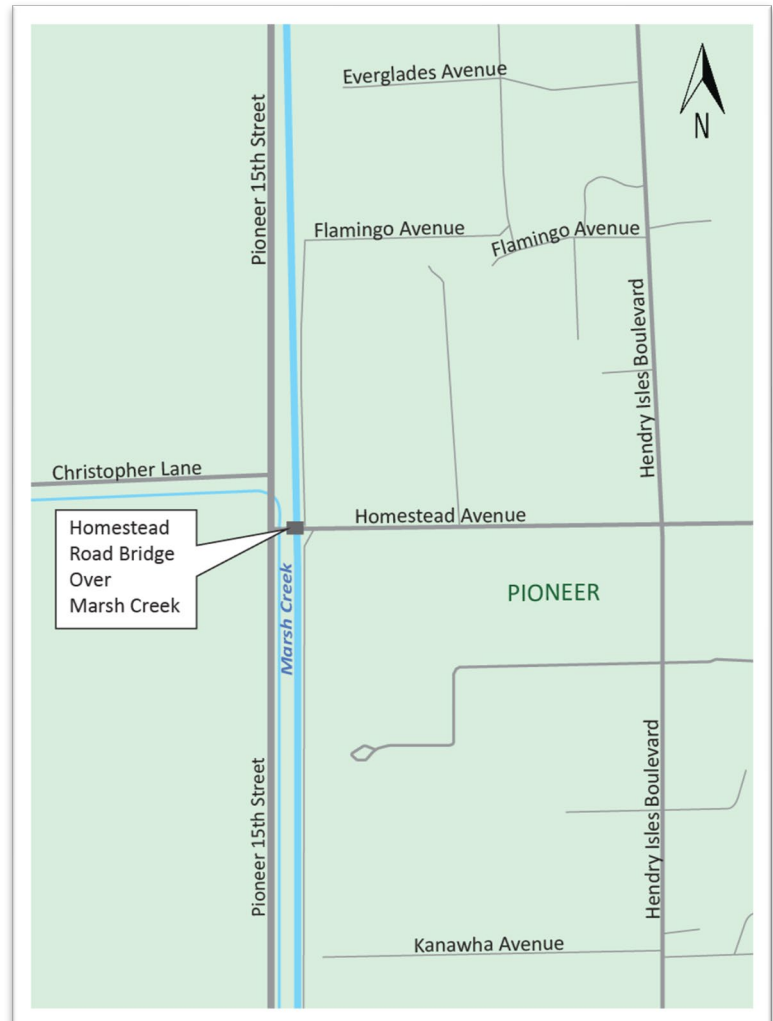 Everglades Avenue
N
Pioneer 15th Street
Flamingo Avenue
Flamingo Avenue
Hendry Isles Boulevard
Christopher Lane
Homestead
Road Bridge
Over
Marsh Creek
Homestead Avenue
PIONEER
Marsh Creek
Pioneer 15th Street
Hendry Isles Boulevard
Kanawha Avenue